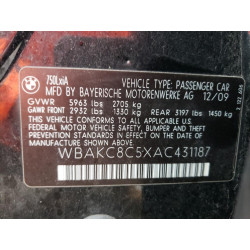 BMW
750LxiA
VEHICLE TYPE: PASSENGER CAR
MFD BY BAYERISCHE MOTORENWERKE AG 12/09
GVWR 5963 lbs 2705 kg
GAWR FRONT 2932 lbs 1330 kg REAR 3197 lbs 1450 kg
THIS VEHICLE CONFORMS TO ALL APPLICABLE
FEDERAL MOTOR VEHICLE SAFETY, BUMPER AND
THEFT PREVENTION STANDARDS IN EFFECT ON
THE DATE OF MANUFACTURE SHOWN ABOVE.
WBAKC8C5XAC431187